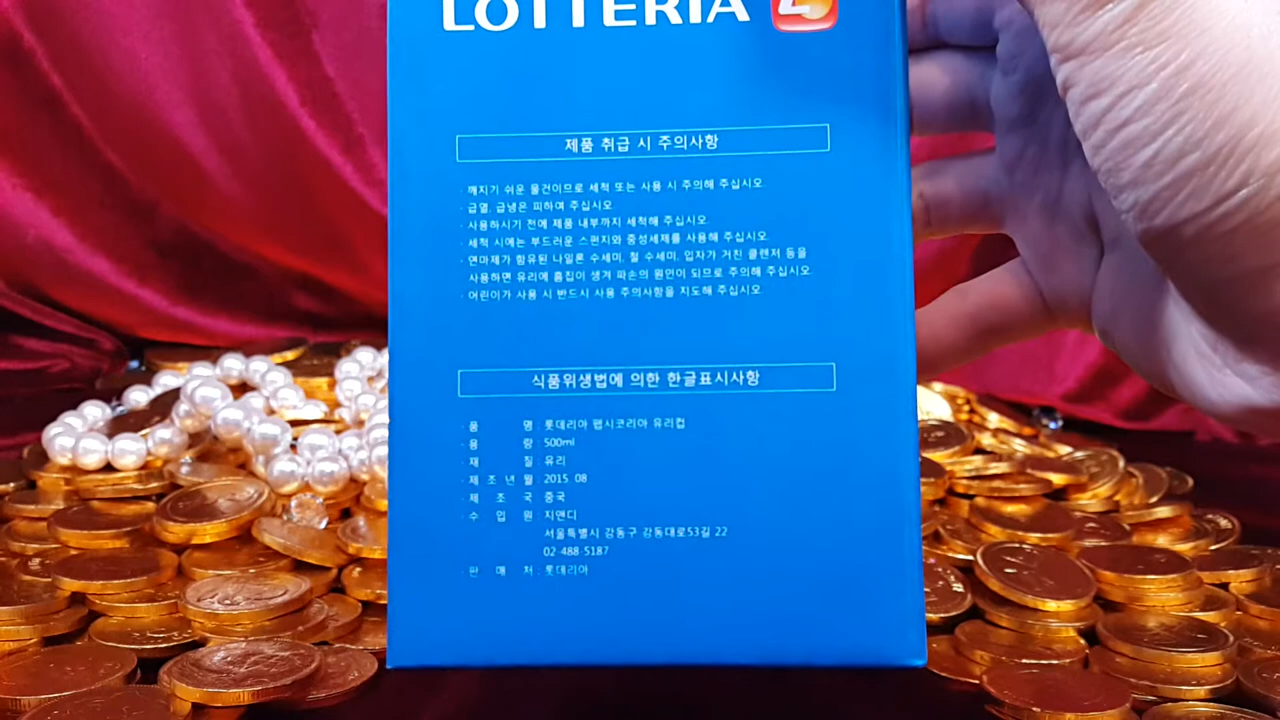 LOTTERIA
제품 취급 시 주의사항
· 깨지기 쉬운 물건이므로 세척 또는 사용 시 주의해 주십시오.
· 급열, 급냉은 피하여 주십시오.
· 사용하시기 전에 제품 내부까지 세척해 주십시오.
· 세척 시에는 부드러운 스펀지와 중성세제를 사용해 주십시오.
· 연마제가 함유된 나일론 수세미, 철 수세미, 입자가 거친 클렌저 등을
사용하면 유리에 흠집이 생겨 파손의 원인이 되므로 주의해 주십시오.
· 어린이가 사용 시 반드시 사용 주의사항을 지도해 주십시오.
식품위생법에 의한 한글표시사항
· 품 명 : 롯데리아 펩시코리아 유리컵
· 용 량 : 500ml
· 재 질 : 유리
· 제 조 년 월 : 2015. 08
· 제 조 국 : 중국
· 수 입 원 : 지앤디
서울특별시 강동구 강동대로53길 22
02-488-5187
· 판 매 처 : 롯데리아